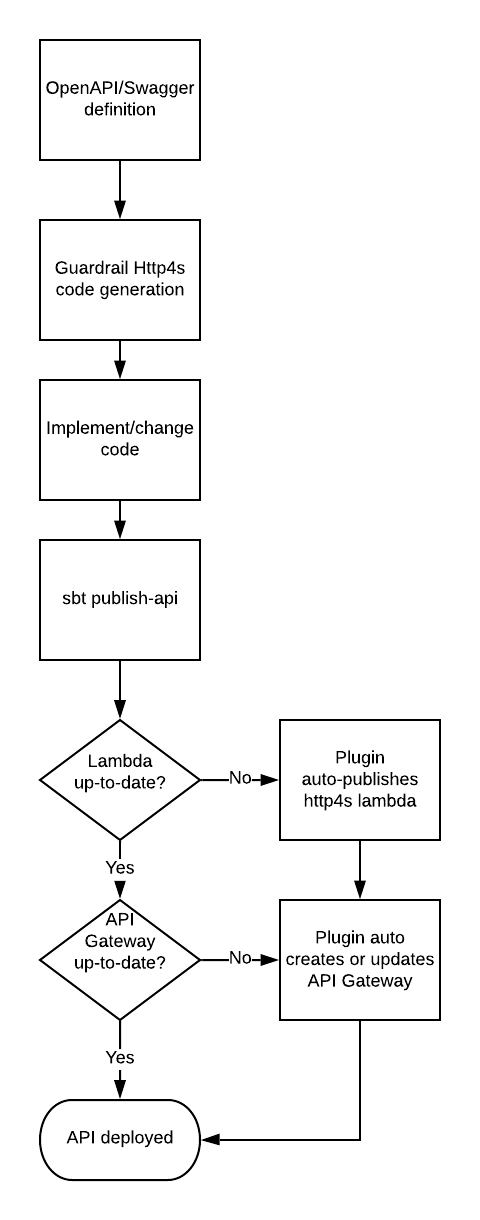 OpenAPI/Swagger
definition
Guardrail Http4s
code generation
Implement/change
code
sbt publish-api
Lambda
up-to-date?
No
Plugin
auto-publishes
http4s lambda
Yes
API
Gateway
up-to-date?
No
Plugin auto
creates or updates
API Gateway
Yes
API deployed